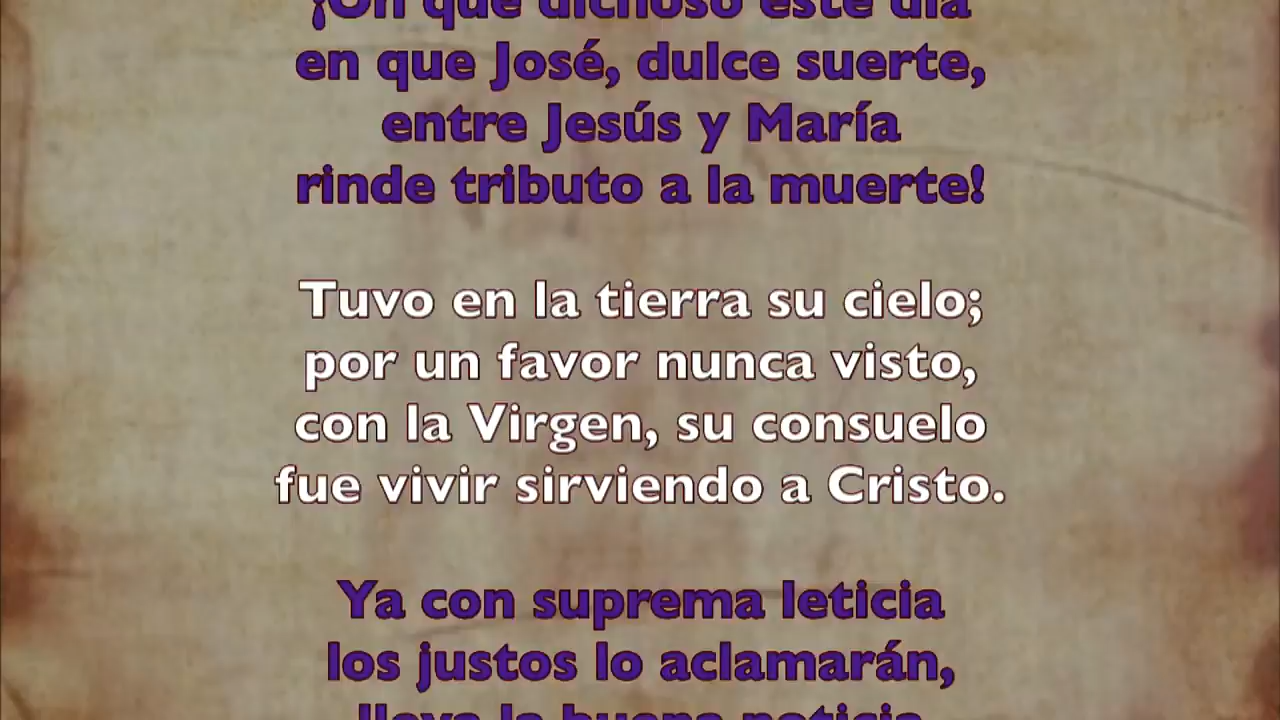 ¡Oh que dichoso este día
en que José, dulce suerte,
entre Jesús y María
rinde tributo a la muerte!
Tuvo en la tierra su cielo;
por un favor nunca visto,
con la Virgen, su consuelo
fue vivir sirviendo a Cristo.
Ya con suprema leticia
los justos lo aclamarán,
lleva la buena noticia